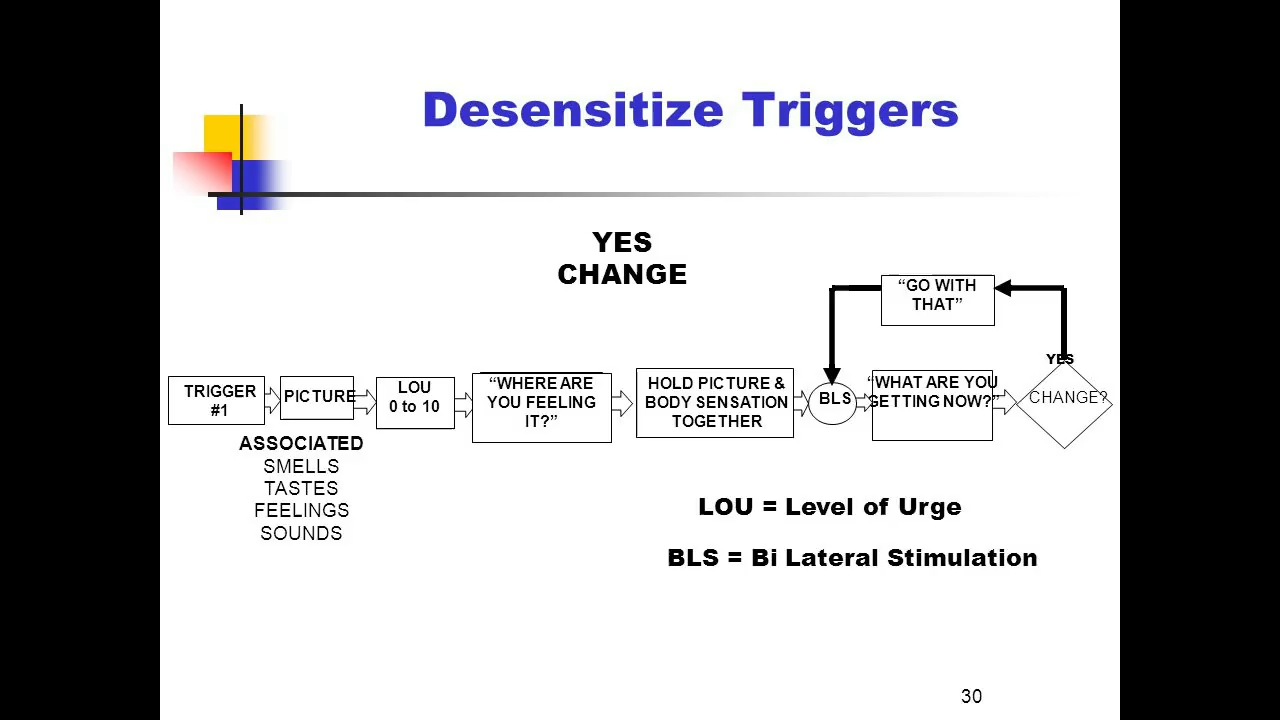 Desensitize Triggers
YES
CHANGE
“GO WITH
THAT”
YES
TRIGGER
#1
PICTURE
LOU
0 to 10
“WHERE ARE
YOU FEELING
IT?”
HOLD PICTURE &
BODY SENSATION
TOGETHER
BLS
“WHAT ARE YOU
GETTING NOW?”
CHANGE?
ASSOCIATED
SMELLS
TASTES
FEELINGS
SOUNDS
LOU = Level of Urge
BLS = Bi Lateral Stimulation
30